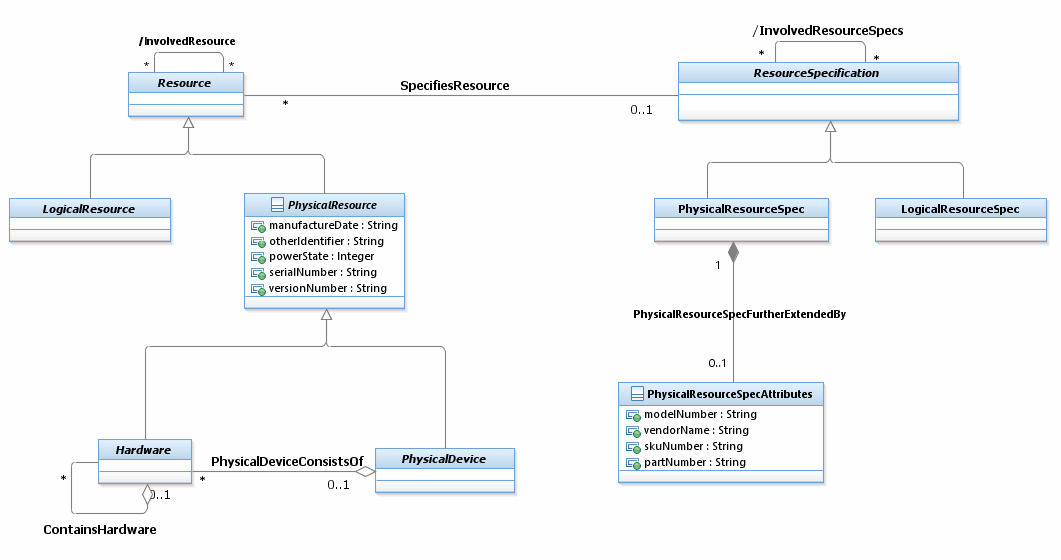 /InvolvedResource
* *
Resource
SpecifiesResource
*
0..1
/InvolvedResourceSpecs
* *
ResourceSpecification
LogicalResource
PhysicalResource
manufactureDate : String
otherIdentifier : String
powerState : Integer
serialNumber : String
versionNumber : String
PhysicalResourceSpec
LogicalResourceSpec
1
PhysicalResourceSpecFurtherExtendedBy
0..1
PhysicalResourceSpecAttributes
modelNumber : String
vendorName : String
skuNumber : String
partNumber : String
Hardware
PhysicalDeviceConsistsOf
PhysicalDevice
*
*
0..1
0..1
ContainsHardware